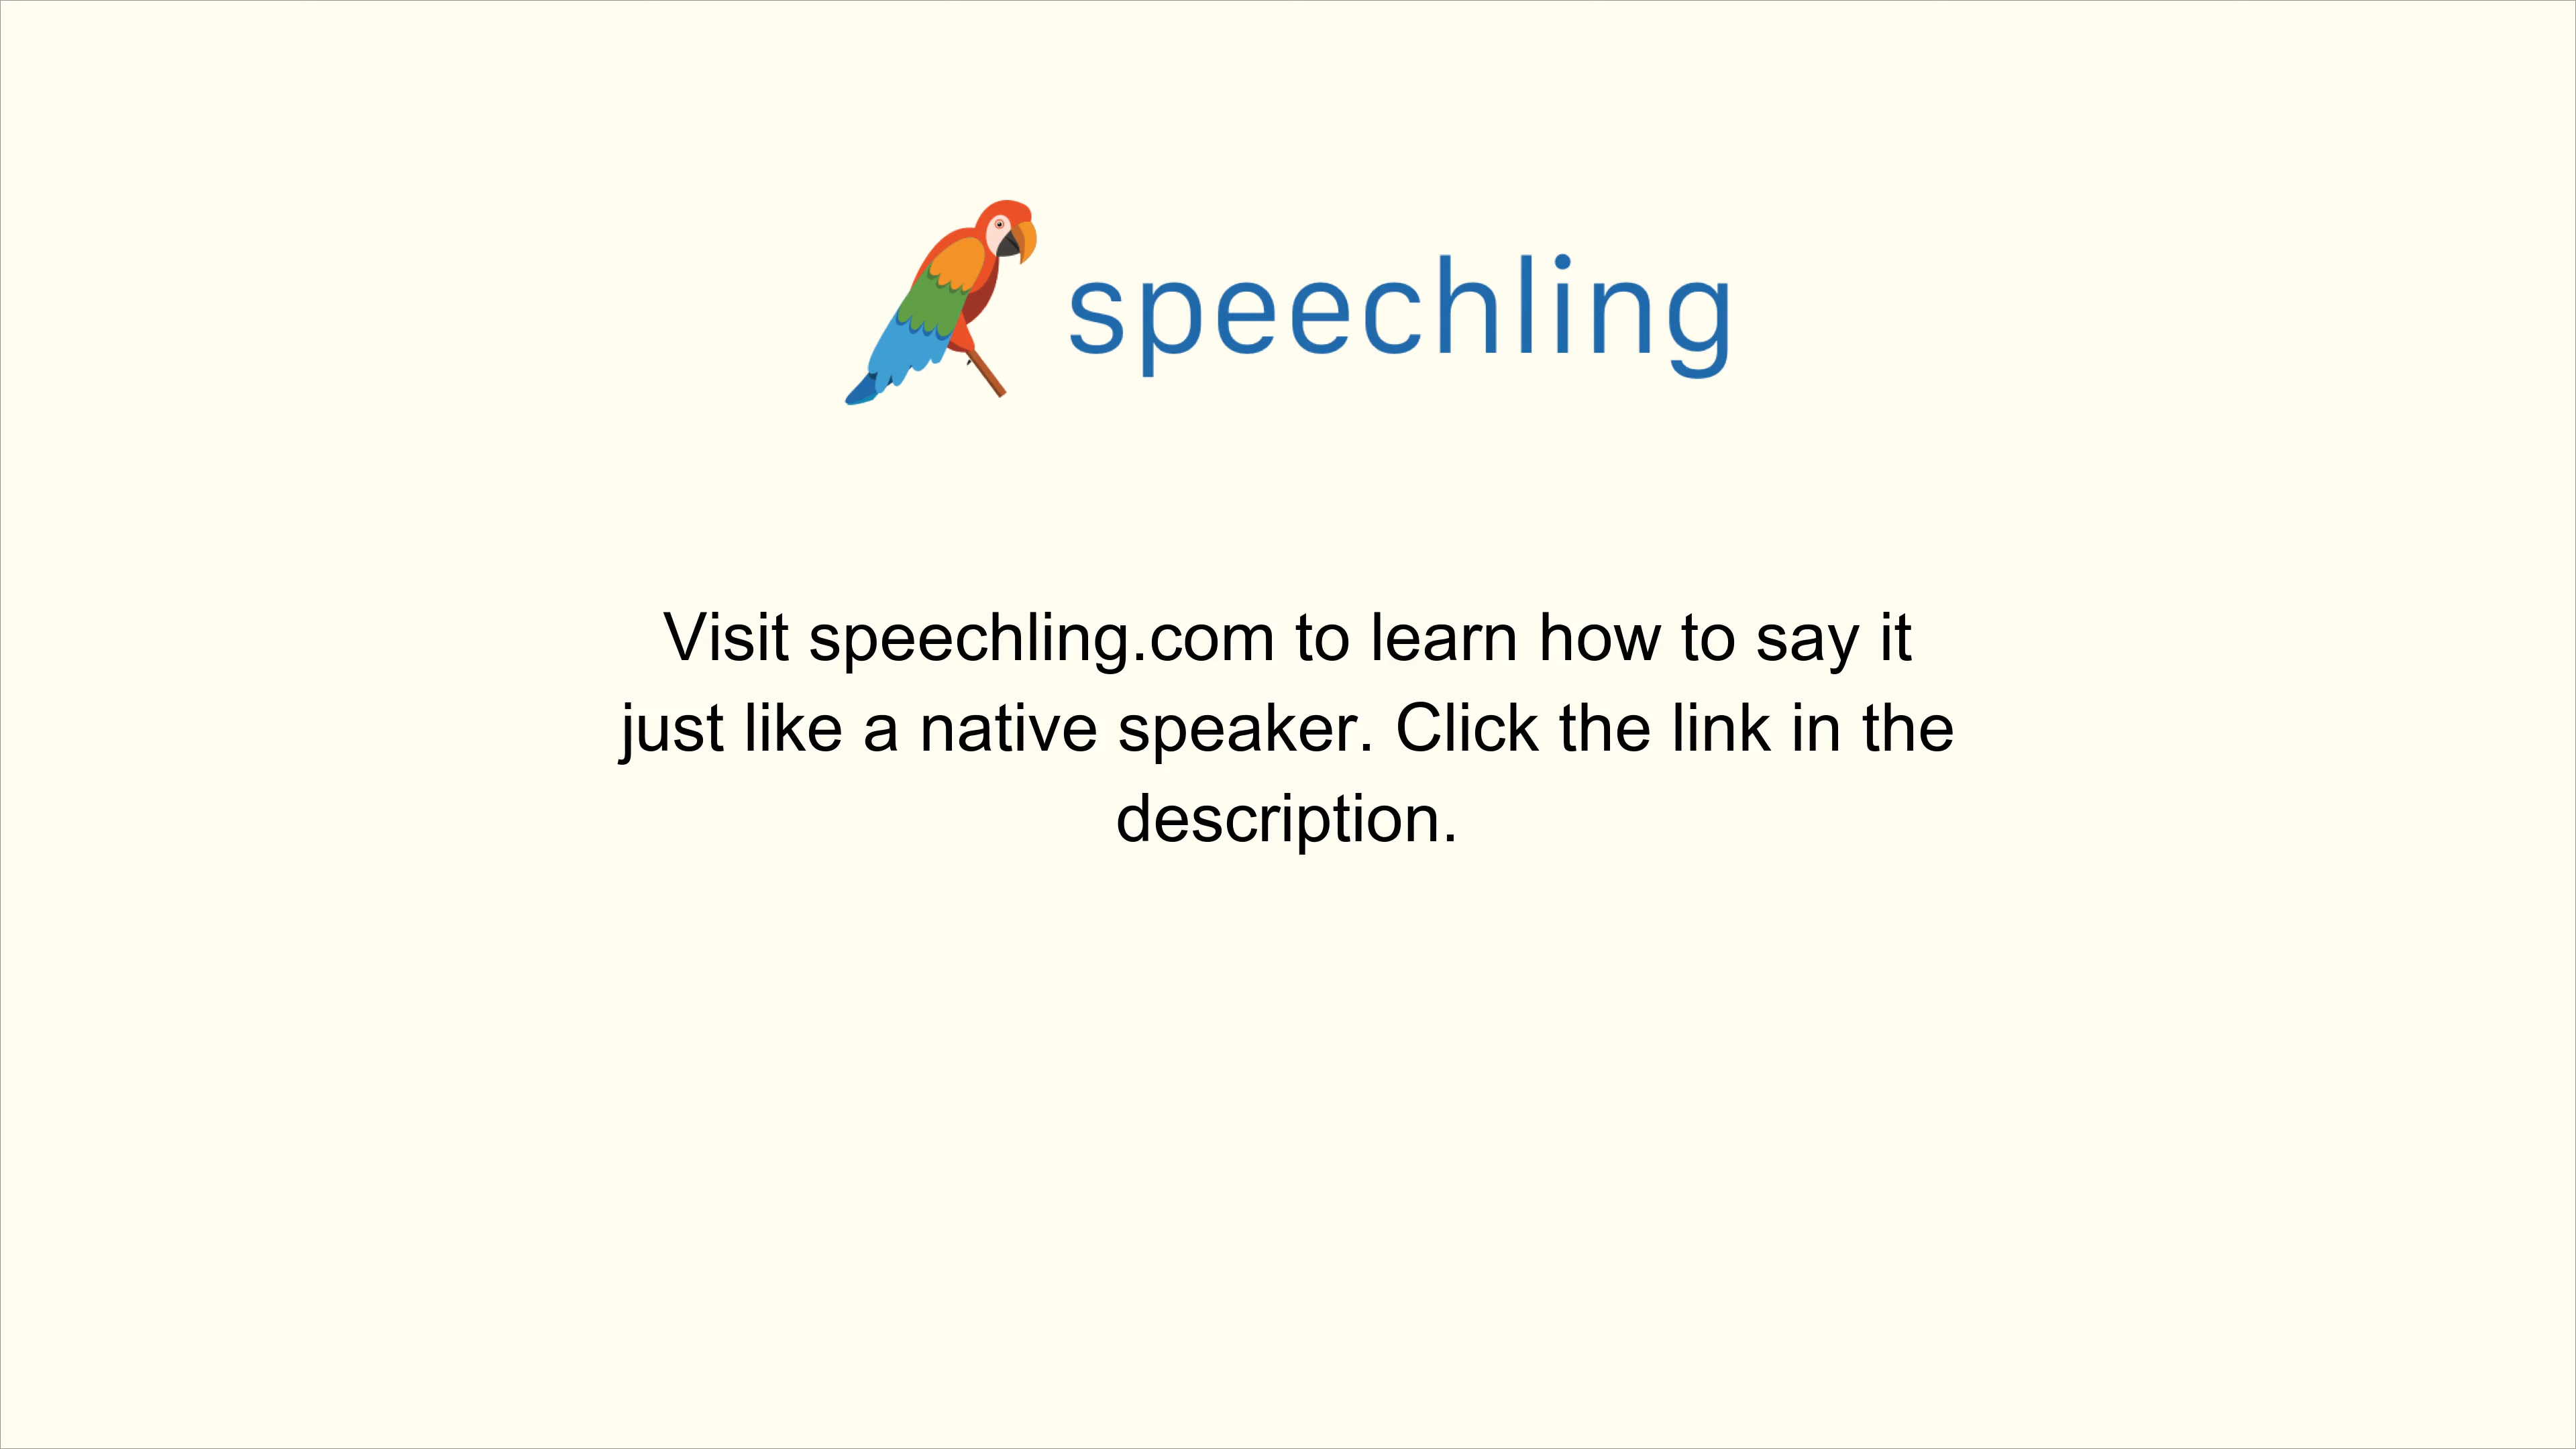 speechling
Visit speechling.com to learn how to say it
just like a native speaker. Click the link in the
description.